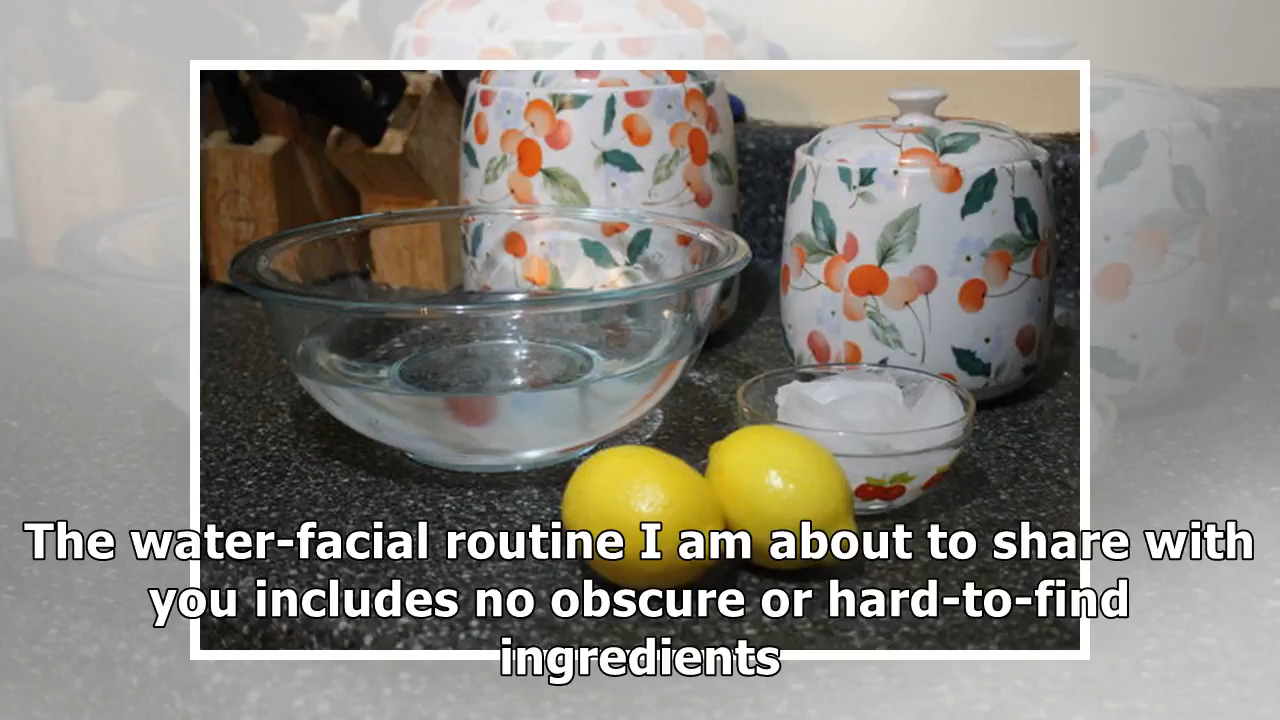 The water-facial routine I am about to share with
you includes no obscure or hard-to-find
ingredients